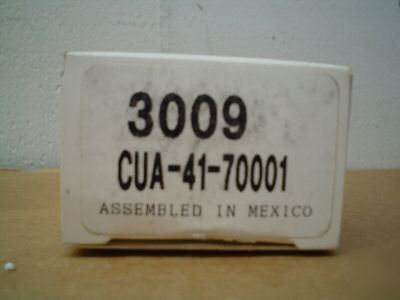 3009
CUA-41-70001
ASSEMBLED IN MEXICO